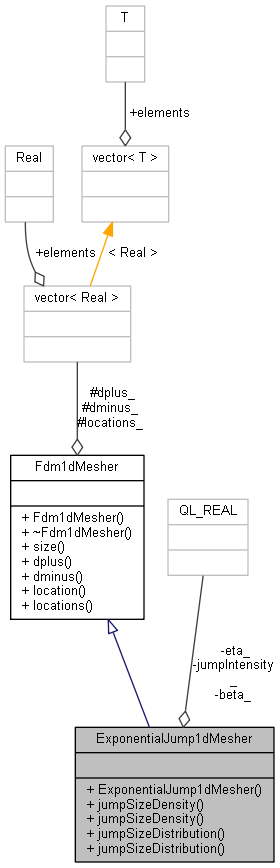 T
+elements
Real
vector< T >
+elements
< Real >
vector< Real >
#dplus_
#dminus_
#locations_
Fdm1dMesher
+ Fdm1dMesher()
+ ~Fdm1dMesher()
+ size()
+ dplus()
+ dminus()
+ location()
+ locations()
QL_REAL
-eta_
-jumpIntensity
_
-beta_
ExponentialJump1dMesher
+ ExponentialJump1dMesher()
+ jumpSizeDensity()
+ jumpSizeDensity()
+ jumpSizeDistribution()
+ jumpSizeDistribution()